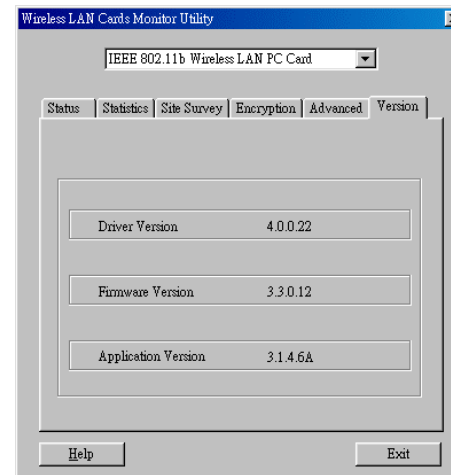 Wireless LAN Cards Monitor Utility
IEEE 802.11b Wireless LAN PC Card
Status Statistics Site Survey Encryption Advanced Version
Driver Version 4.0.0.22
Firmware Version 3.3.0.12
Application Version 3.1.4.6A
Help Exit